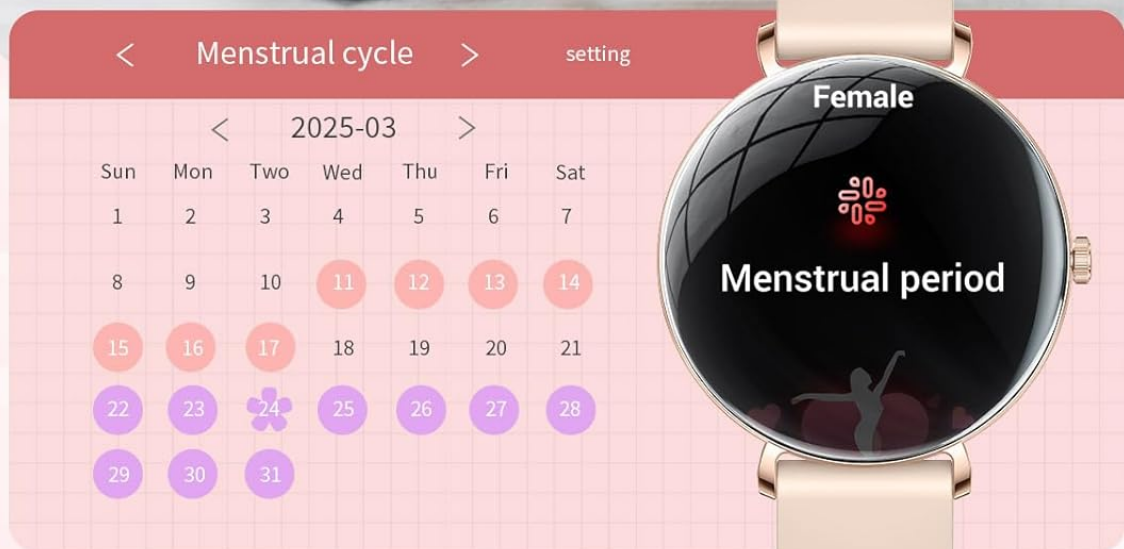 < Menstrual cycle > setting
< 2025-03 >
Sun Mon Two Wed Thu Fri Sat
1 2 3 4 5 6 7
8 9 10 11 12 13 14
15 16 17 18 19 20 21
22 23 24 25 26 27 28
29 30 31
Female
Menstrual period